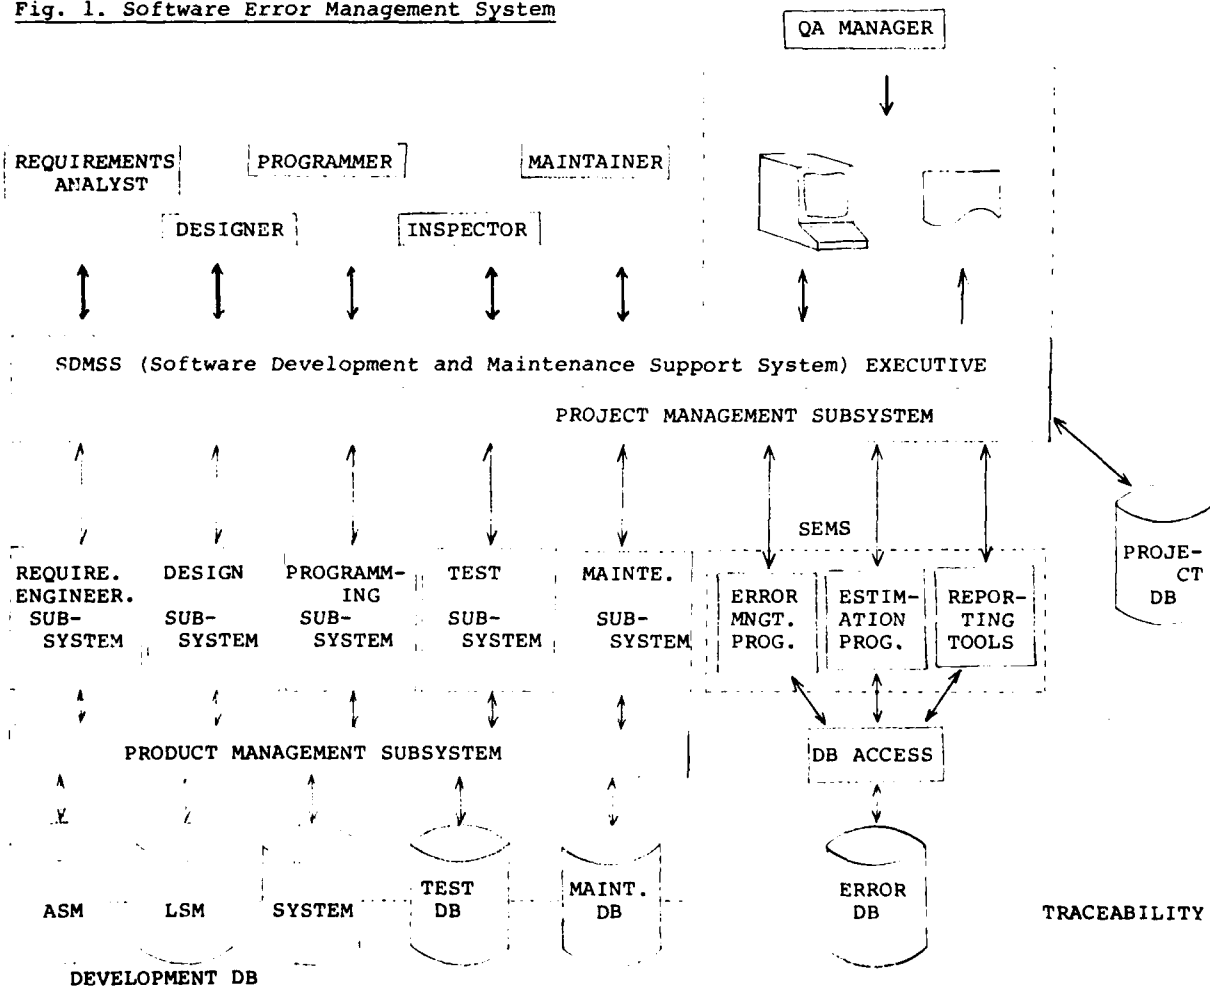 Fig. 1. Software Error Management System
QA MANAGER
REQUIREMENTS
ANALYST
PROGRAMMER
MAINTAINER
DESIGNER
INSPECTOR
SDMSS (Software Development and Maintenance Support System) EXECUTIVE
PROJECT MANAGEMENT SUBSYSTEM
SEMS
PROJE-
CT
DB
REQUIRE.
ENGINEER.
SUB-
SYSTEM
DESIGN
SUB-
SYSTEM
PROGRAMM-
ING
SUB-
SYSTEM
TEST
SUB-
SYSTEM
MAINTE.
SUB-
SYSTEM
ERROR
MNGT.
PROG.
ESTIM-
ATION
PROG.
REPOR-
TING
TOOLS
PRODUCT MANAGEMENT SUBSYSTEM
DB ACCESS
ASM
LSM
SYSTEM
TEST
DB
MAINT.
DB
ERROR
DB
TRACEABILITY
DEVELOPMENT DB